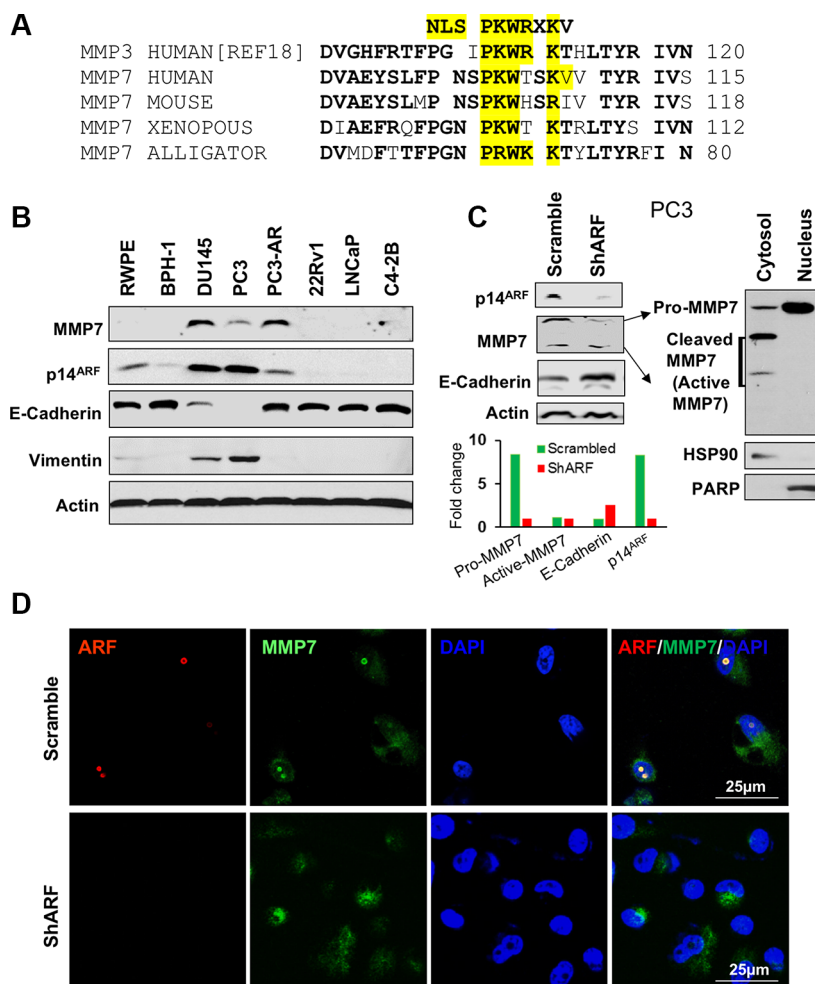 A
NLS PKWRXKV
MMP3 HUMAN[REF18] DVGHFRTFPG IPKWR KTHLTYR IVN 120
MMP7 HUMAN DVAEYSLFP NSPKWTSKVV TYR IVS 115
MMP7 MOUSE DVAEYSLMP NSPKWHSRIV TYR IVS 118
MMP7 XENOPOUS DIAEFRQFPGN PKWT KTRLTYS IVN 112
MMP7 ALLIGATOR DVMDFTTFPGN PRWKK KTYLTYRFI N 80
B
RWPE BPH-1 DU145 PC3 PC3-AR 22Rv1 LNCaP C4-2B
MMP7
p14ARF
E-Cadherin
Vimentin
Actin
C
PC3
Scramble ShARF
p14ARF
MMP7
E-Cadherin
Actin
Cytosol Nucleus
Pro-MMP7
Cleaved
MMP7
(Active
MMP7)
HSP90
PARP
10
5
0
Fold change
Scrambled
ShARF
Pro-MMP7 Active-MMP7 E-Cadherin p14ARF
D
Scramble
ARF MMP7 DAPI ARF/MMP7/DAPI
25µm
ShARF
25µm